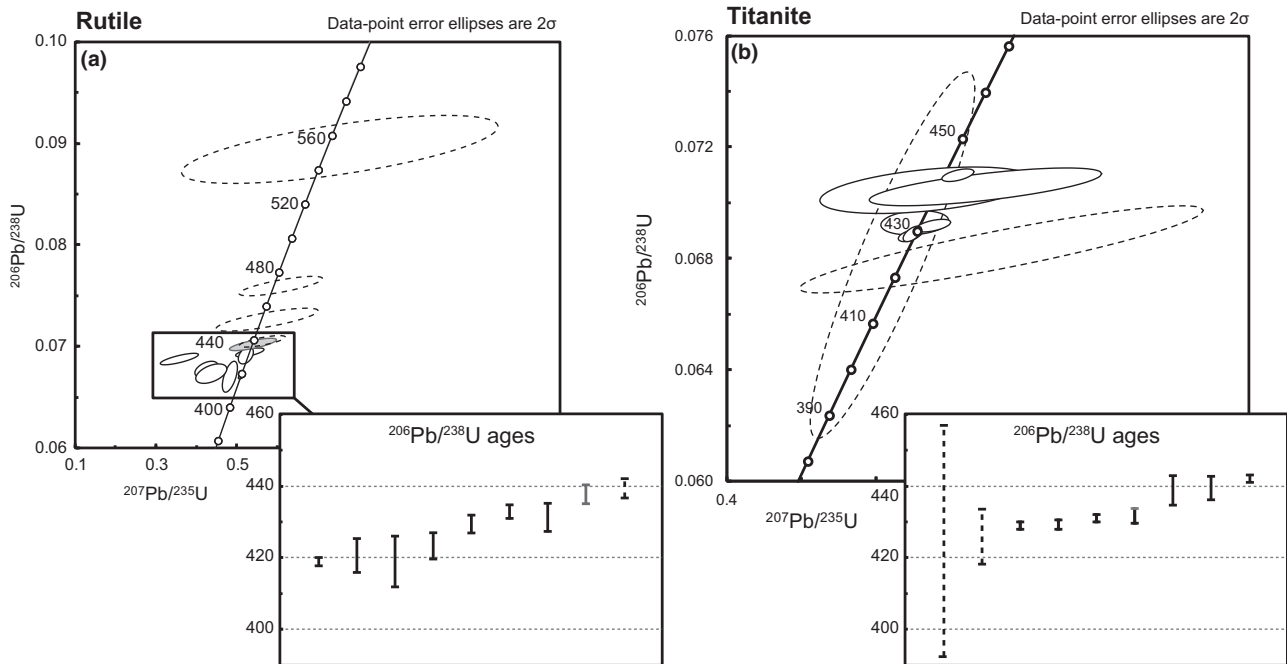 Rutile
Data-point error ellipses are 2σ
(a)
0.10
0.09
0.08
0.07
0.06
²⁰⁶Pb/²³⁸U
560
520
480
440
400
0.1
0.3
0.5
²⁰⁷Pb/²³⁵U
²⁰⁶Pb/²³⁸U ages
460
440
420
400
Titanite
Data-point error ellipses are 2σ
(b)
0.076
0.072
0.068
0.064
0.060
²⁰⁶Pb/²³⁸U
450
430
410
390
0.4
²⁰⁷Pb/²³⁵U
²⁰⁶Pb/²³⁸U ages
460
440
420
400